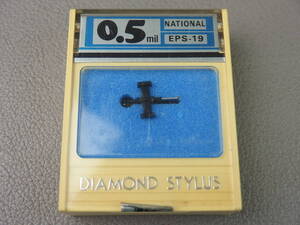 0.5 mil
NATIONAL
EPS-19
DIAMOND STYLUS